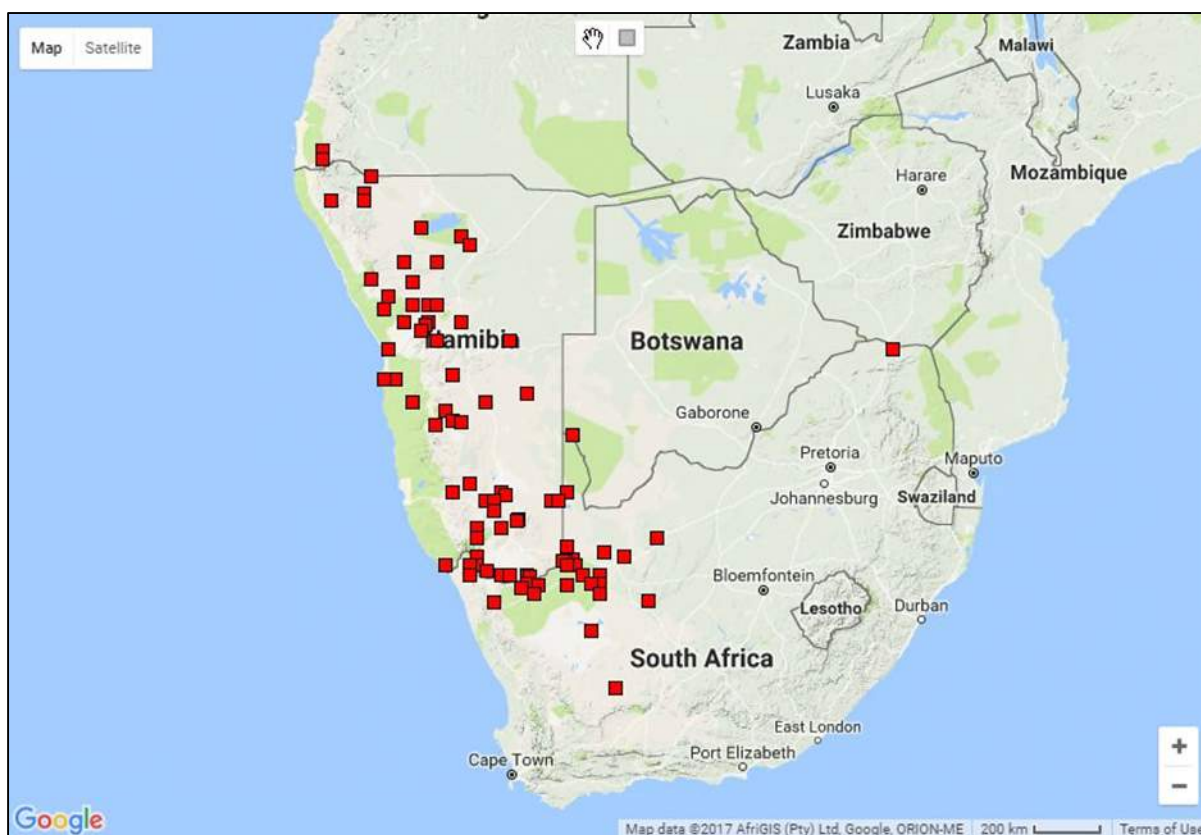 Map
Satellite
Zambia
Malawi
Lusaka
Harare
Mozambique
Zimbabwe
Namibia
Botswana
Gaborone
Pretoria
Maputo
Johannesburg
Swaziland
Bloemfontein
Lesotho
Durban
South Africa
East London
Port Elizabeth
Cape Town
+
−
Google
Map data ©2017 AfriGIS (Pty) Ltd, Google, ORION-ME
200 km
Terms of Use